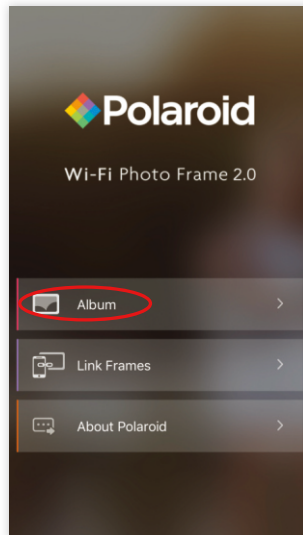 Polaroid
Wi-Fi Photo Frame 2.0
Album
Link Frames
About Polaroid